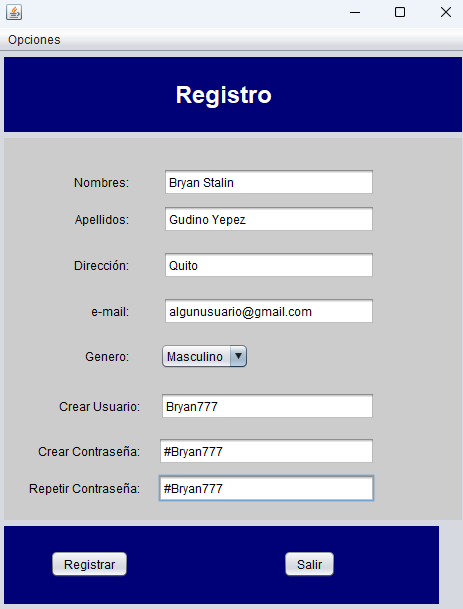 Opciones
Registro
Nombres: Bryan Stalin
Apellidos: Gudino Yepez
Dirección: Quito
e-mail: algunusuario@gmail.com
Genero: Masculino
Crear Usuario: Bryan777
Crear Contraseña: #Bryan777
Repetir Contraseña: #Bryan777
Registrar Salir